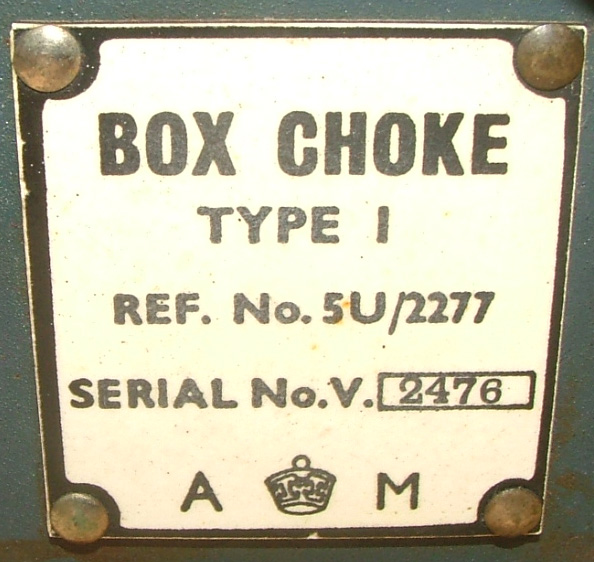 BOX CHOKE
TYPE I
REF. No. 5U/2277
SERIAL No. V. 2476
A M